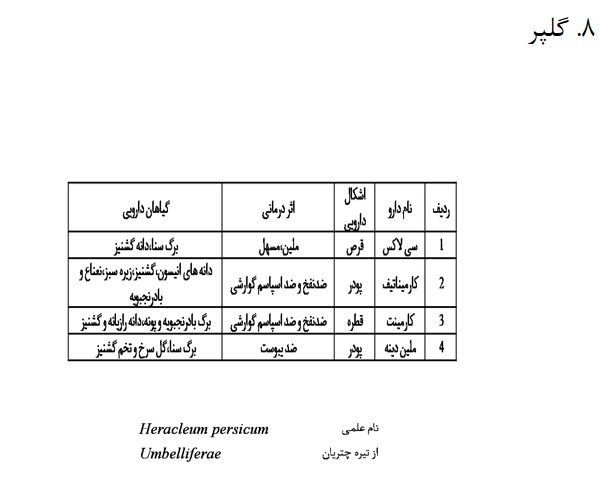 ۸. گلپر
ردیف نام دارو اشکال دارویی اثر درمانی گیاهان دارویی
1 سی لاکس قرص ملین،مسهل برگ سنا،دانه گشنیز
2 کارمیناتیف پودر ضدنفخ و ضد اسپاسم گوارشی دانه های انیسون،گشنیز،زیره سبز،نعناع و بادرنجبویه
3 کارمینت قطره ضدنفخ و ضد اسپاسم گوارشی برگ بادرنجبویه و پونه،دانه رازیانه و گشنیز
4 ملین دینه پودر ضد یبوست برگ سنا،گل سرخ و تخم گشنیز
نام علمی Heracleum persicum
از تیره چتریان Umbelliferae